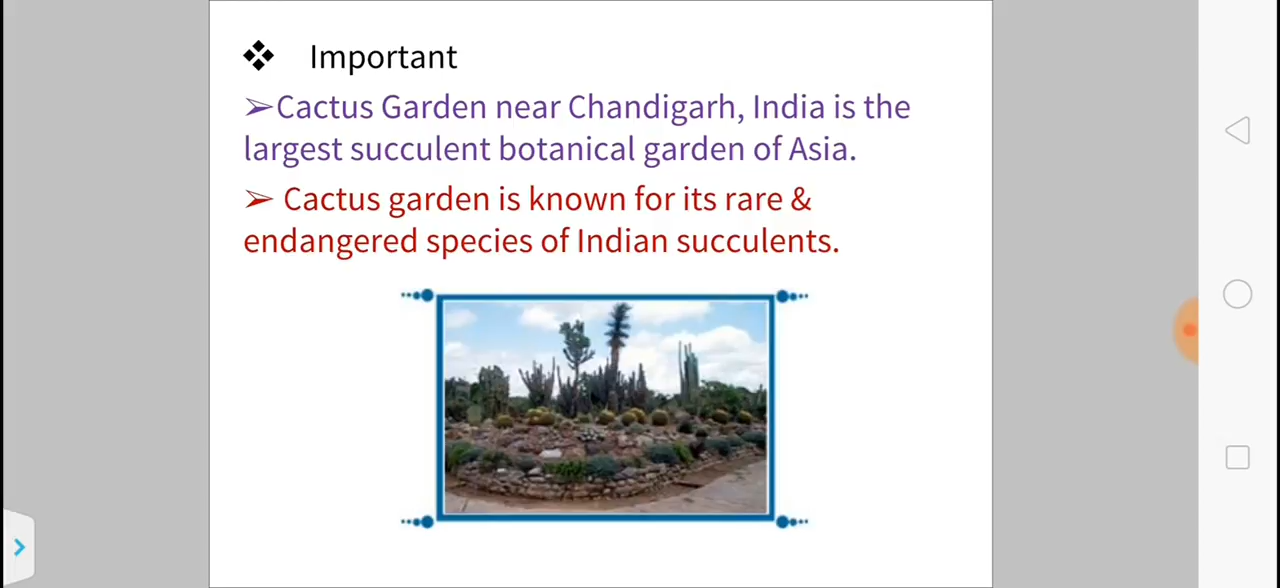 ❖ Important
➢Cactus Garden near Chandigarh, India is the
largest succulent botanical garden of Asia.
➢ Cactus garden is known for its rare &
endangered species of Indian succulents.